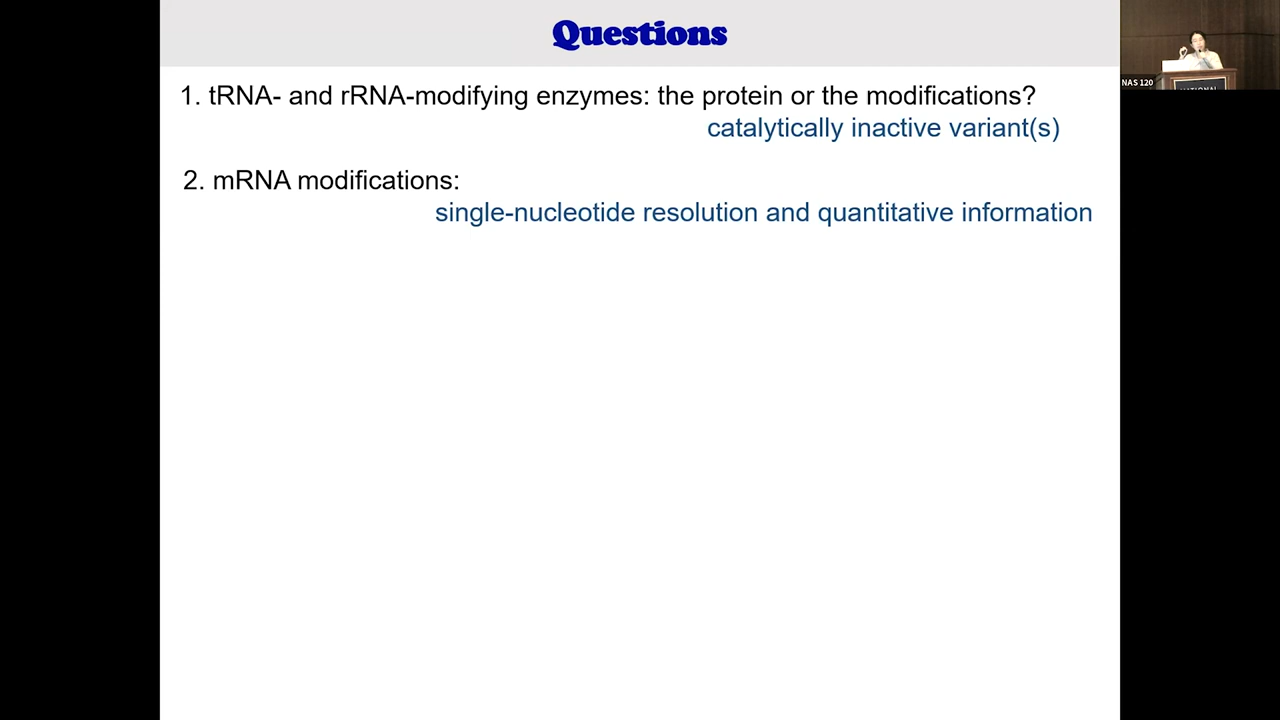 Questions
1. tRNA- and rRNA-modifying enzymes: the protein or the modifications?
catalytically inactive variant(s)
2. mRNA modifications:
single-nucleotide resolution and quantitative information
NAS 120
NATIONAL